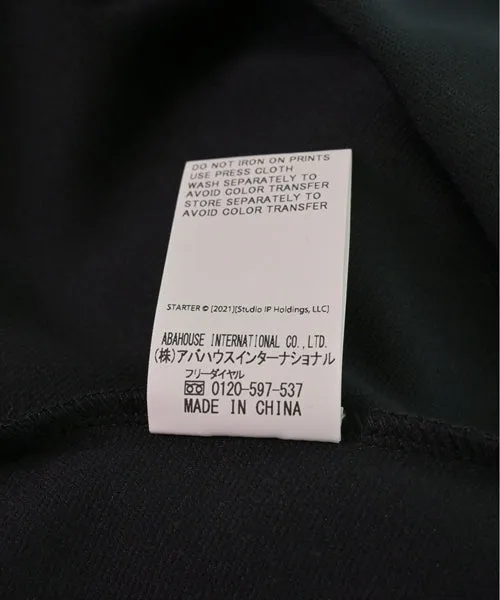 DO NOT IRON ON PRINTS
USE PRESS CLOTH
WASH SEPARATELY TO
AVOID COLOR TRANSFER
STORE SEPARATELY TO
AVOID COLOR TRANSFER
STARTER © [2021][Studio IP Holdings, LLC]
ABAHOUSE INTERNATIONAL CO.,LTD.
(株)アバハウスインターナショナル
フリーダイヤル
0120-597-537
MADE IN CHINA